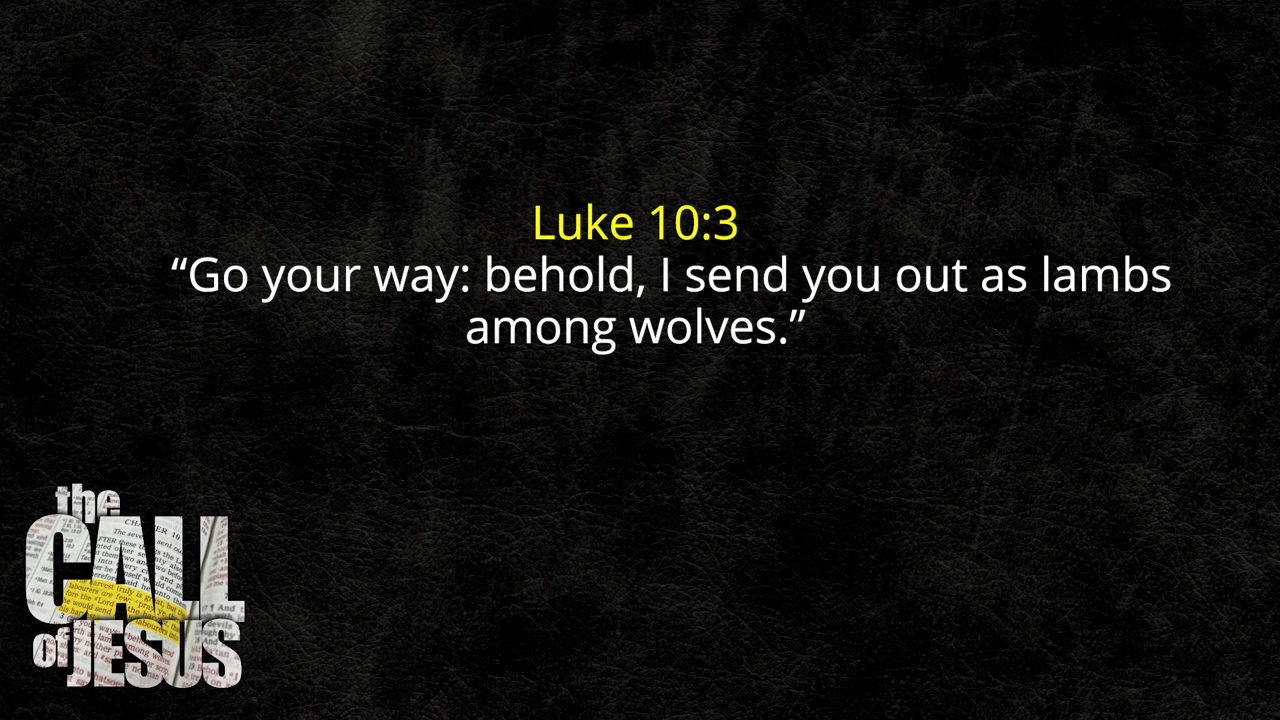 Luke 10:3
“Go your way: behold, I send you out as lambs
among wolves.”
the
CALL
of JESUS